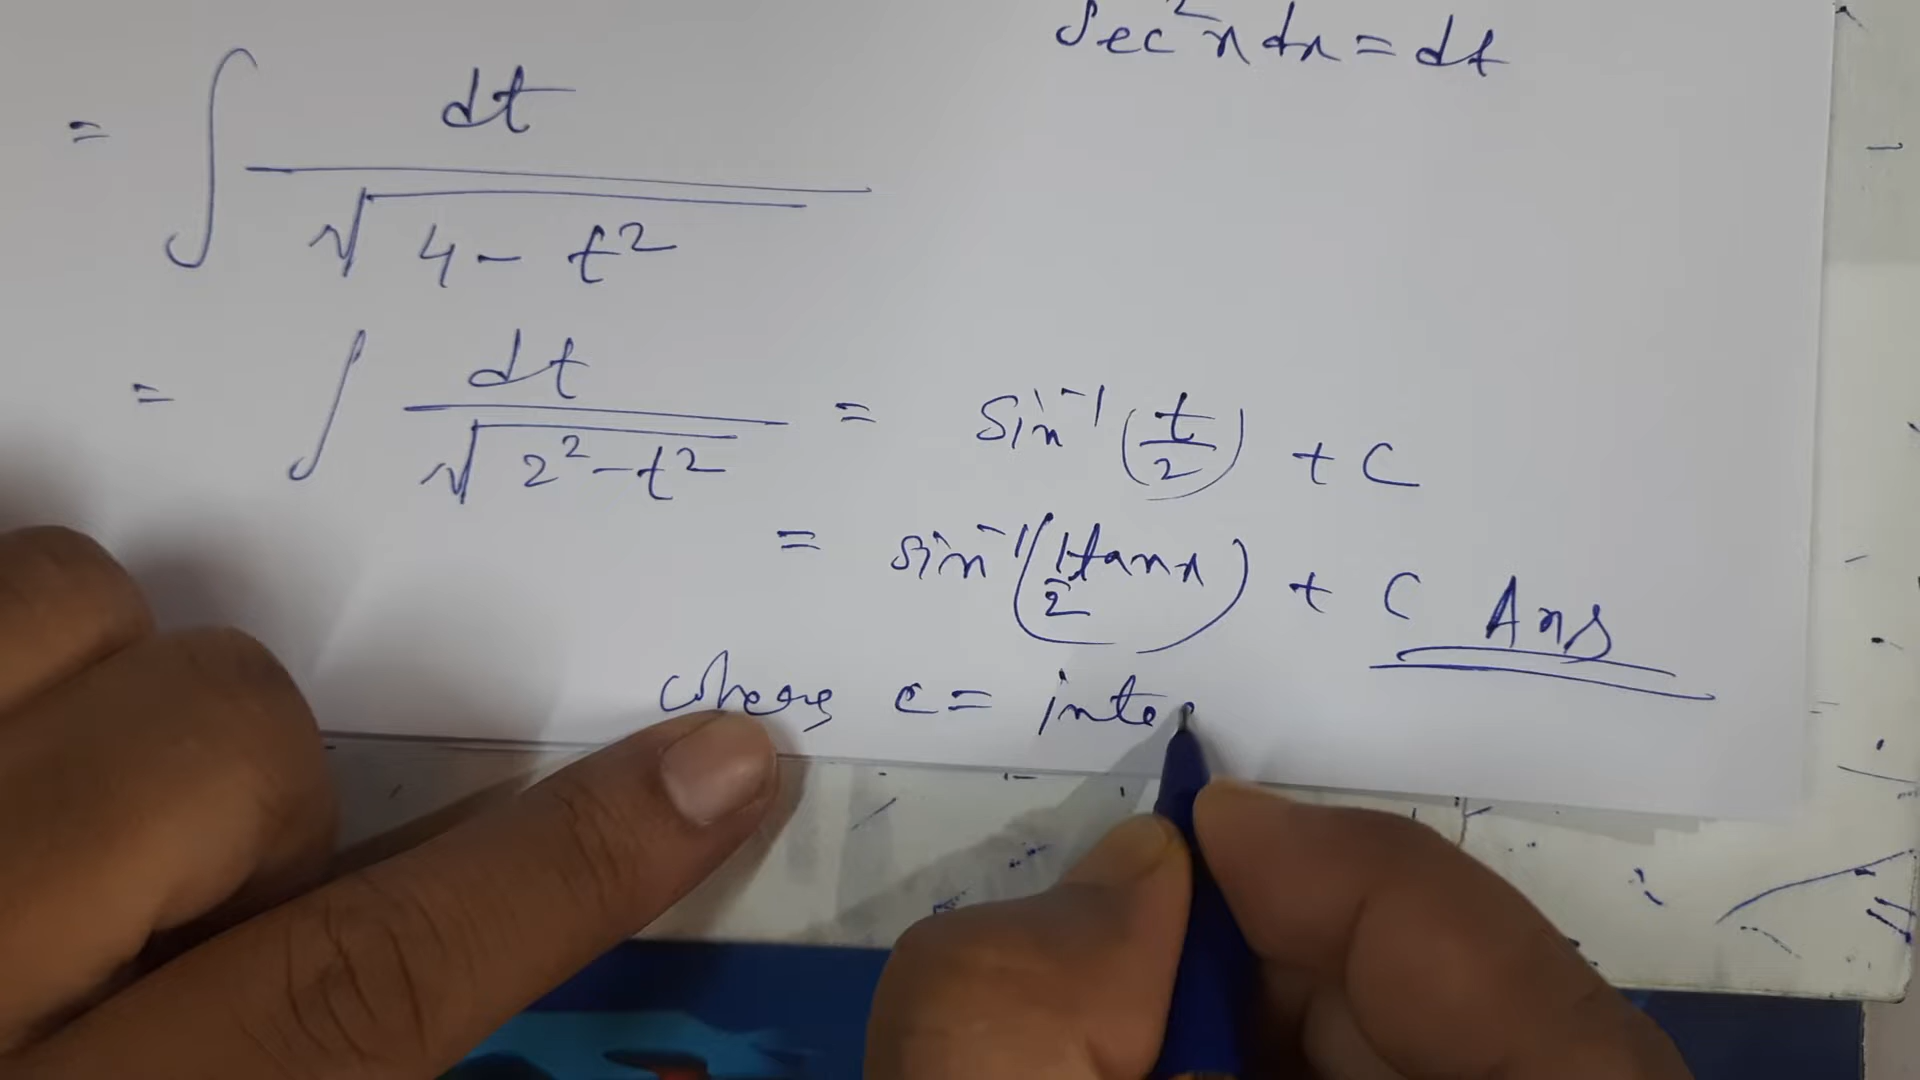 sec²x dx = dt
= ∫ dt / √(4 - t²)
= ∫ dt / √(2² - t²) = sin⁻¹(t/2) + C
= sin⁻¹(1/2 tanx) + C Ans
where c = inte